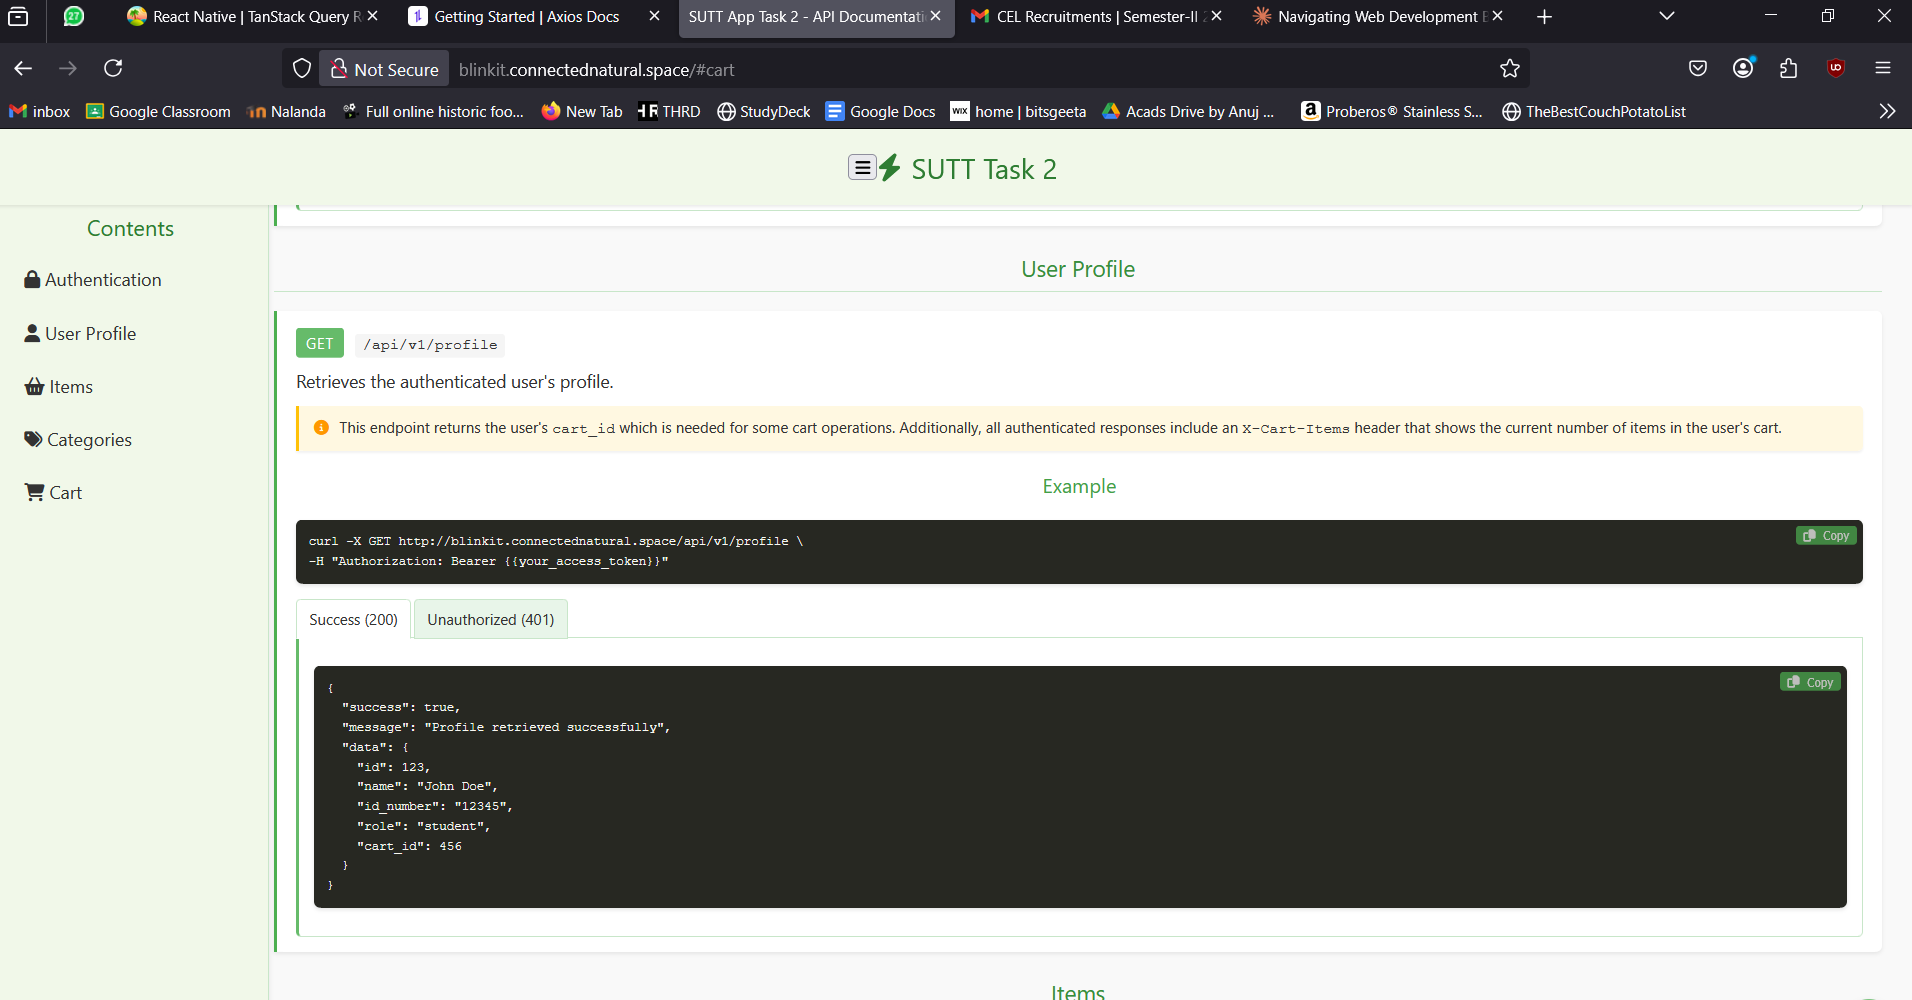 27
React Native | TanStack Query R
Getting Started | Axios Docs
SUTT App Task 2 - API Documentati
CEL Recruitments | Semester-II 2
Navigating Web Development E
Not Secure
blinkit.connectednatural.space/#cart
inbox
Google Classroom
Nalanda
Full online historic foo...
New Tab
THRD
StudyDeck
Google Docs
WIX home | bitsgeeta
Acads Drive by Anuj ...
Proberos® Stainless S...
TheBestCouchPotatoList
SUTT Task 2
Contents
Authentication
User Profile
Items
Categories
Cart
User Profile
GET /api/v1/profile
Retrieves the authenticated user's profile.
This endpoint returns the user's cart_id which is needed for some cart operations. Additionally, all authenticated responses include an X-Cart-Items header that shows the current number of items in the user's cart.
Example
Copy
curl -X GET http://blinkit.connectednatural.space/api/v1/profile \
-H "Authorization: Bearer {{your_access_token}}"
Success (200)
Unauthorized (401)
Copy
{
"success": true,
"message": "Profile retrieved successfully",
"data": {
"id": 123,
"name": "John Doe",
"id_number": "12345",
"role": "student",
"cart_id": 456
}
}
Items